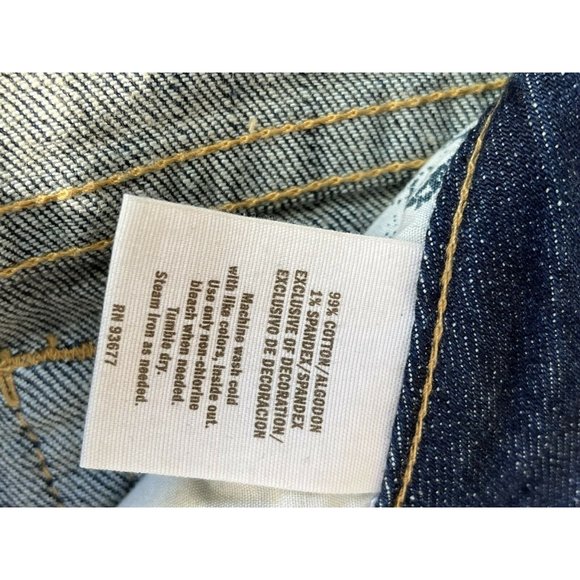 99% COTTON/ALGODON
1% SPANDEX/SPANDEX
EXCLUSIVE OF DECORATION/
EXCLUSIVO DE DECORACION
Machine wash cold
with like colors, inside out.
Use only non-chlorine
bleach when needed.
Tumble dry.
Steam Iron as needed.
RN 93677